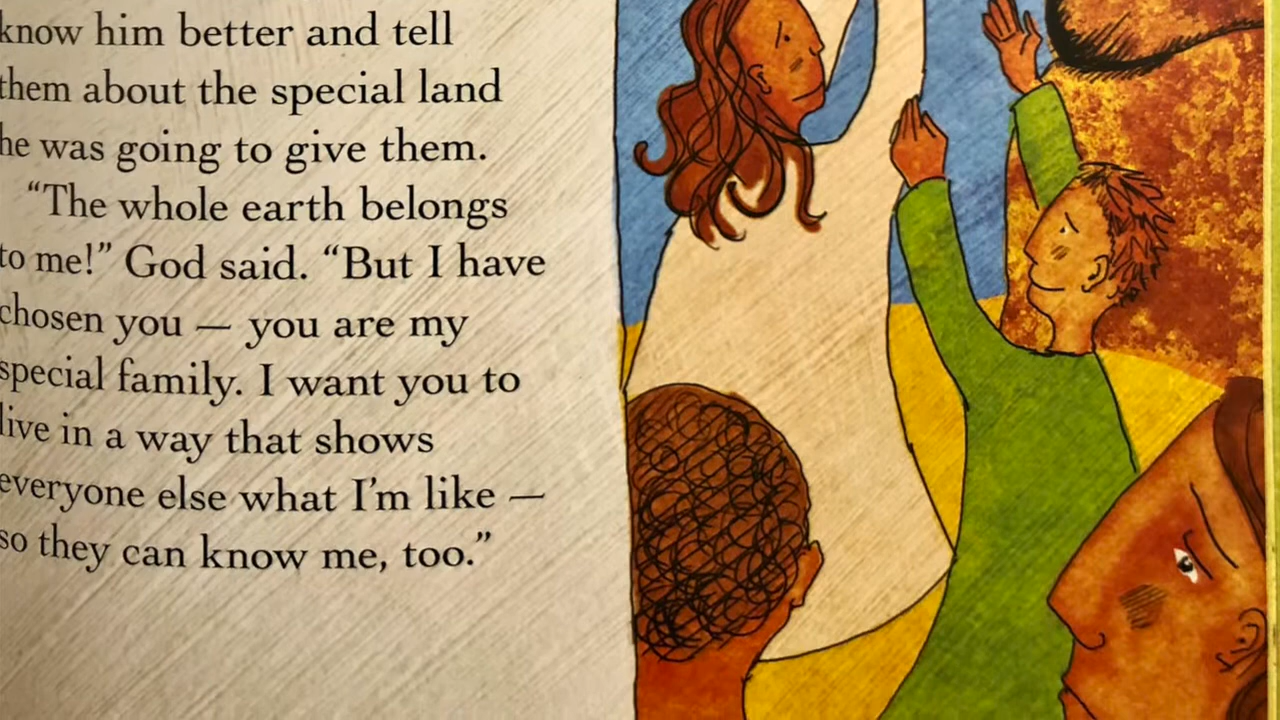 know him better and tell
them about the special land
he was going to give them.
“The whole earth belongs
to me!” God said. “But I have
chosen you — you are my
special family. I want you to
live in a way that shows
everyone else what I’m like —
so they can know me, too.”